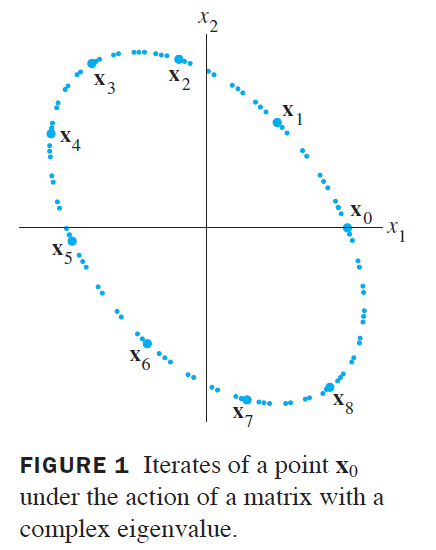 x₂
x₃
x₂
x₁
x₄
x₀
x₁
x₅
x₆
x₇
x₈
FIGURE 1 Iterates of a point x₀
under the action of a matrix with a
complex eigenvalue.